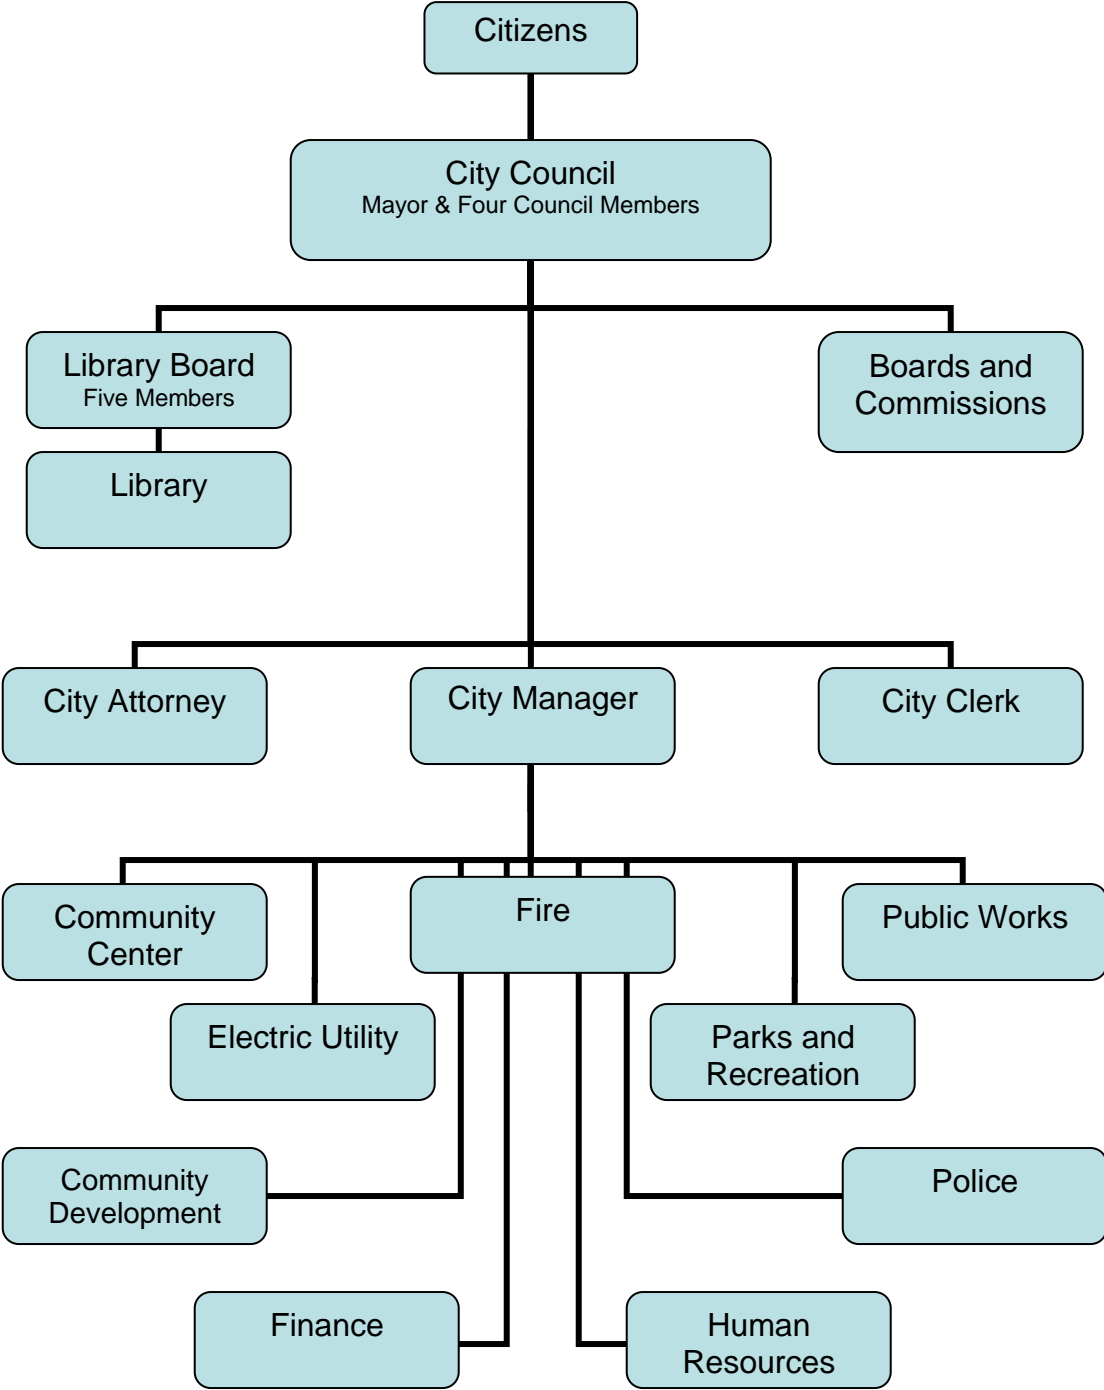 Citizens
City Council
Mayor & Four Council Members
Library Board
Five Members
Boards and
Commissions
Library
City Attorney
City Manager
City Clerk
Community
Center
Fire
Public Works
Electric Utility
Parks and
Recreation
Community
Development
Police
Finance
Human
Resources